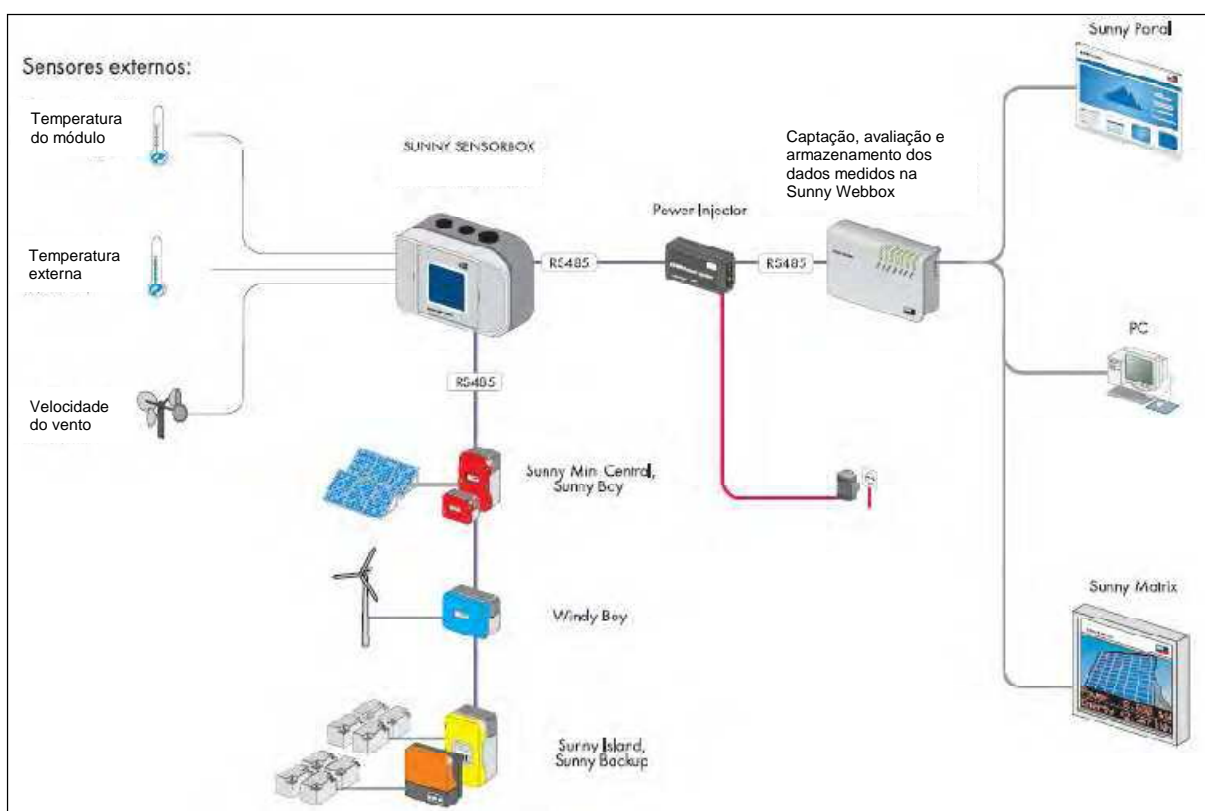 Sunny Portal
Sensores externos:
Temperatura
do módulo
SUNNY SENSORBOX
Captação, avaliação e
armazenamento dos
dados medidos na
Sunny Webbox
Power Injector
Temperatura
externa
RS485
RS485
PC
RS485
Velocidade
do vento
Sunny Mini Central,
Sunny Boy
Sunny Matrix
Windy Boy
Sunny Island,
Sunny Backup